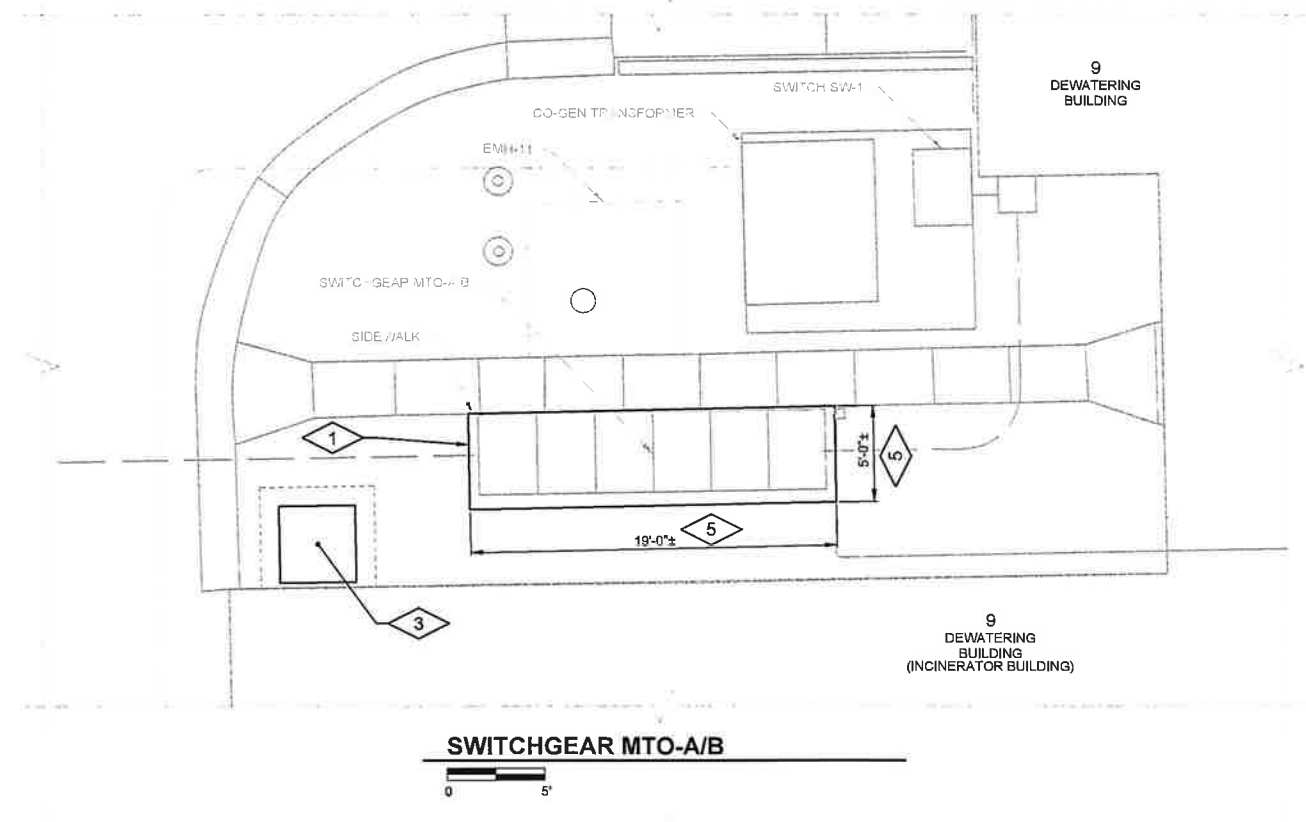 9
DEWATERING
BUILDING
SWITCH SW-1
CO-GEN TRANSFORMER
EMH-11
SWITCHGEAR MTO-A/B
SIDEWALK
1
5'-0"±
5
19'-0"±
5
3
9
DEWATERING
BUILDING
(INCINERATOR BUILDING)
SWITCHGEAR MTO-A/B
0 5'